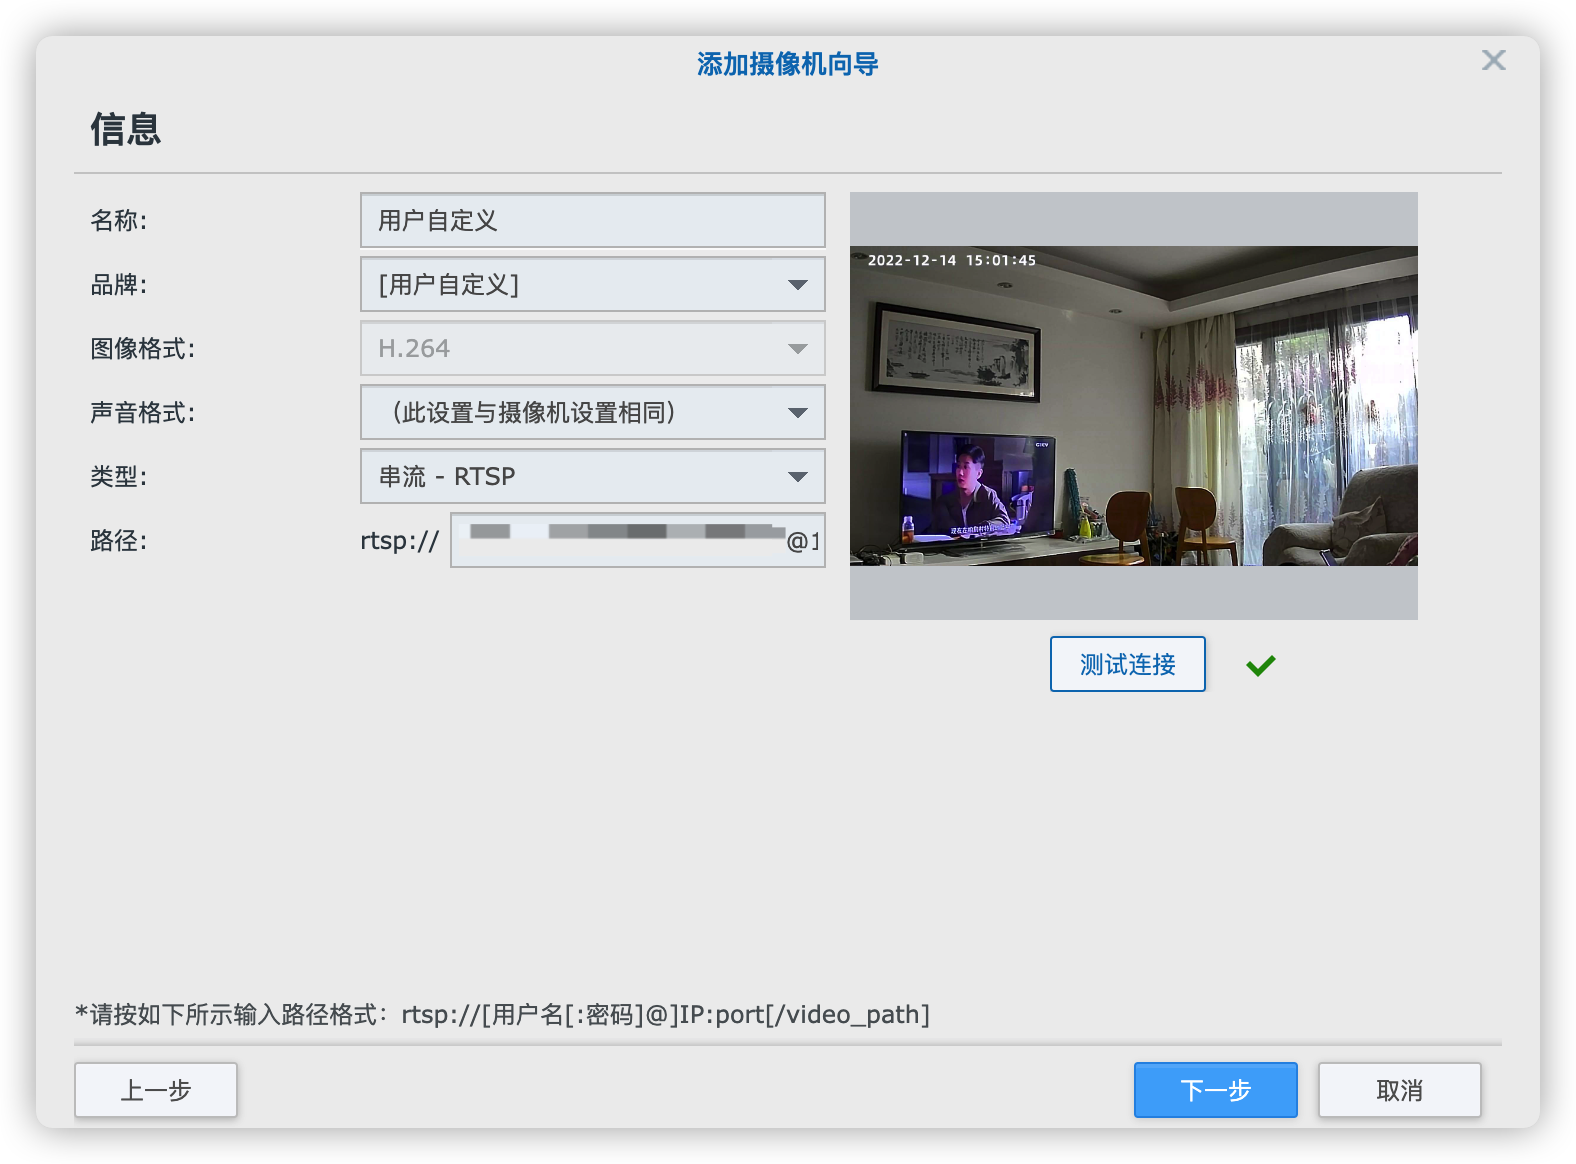 添加摄像机向导
信息
名称:
用户自定义
品牌:
[用户自定义]
图像格式:
H.264
声音格式:
（此设置与摄像机设置相同）
类型:
串流 - RTSP
路径:
rtsp://
@1
2022-12-14 15:01:45
测试连接
*请按如下所示输入路径格式：rtsp://[用户名[:密码]@]IP:port[/video_path]
上一步
下一步
取消